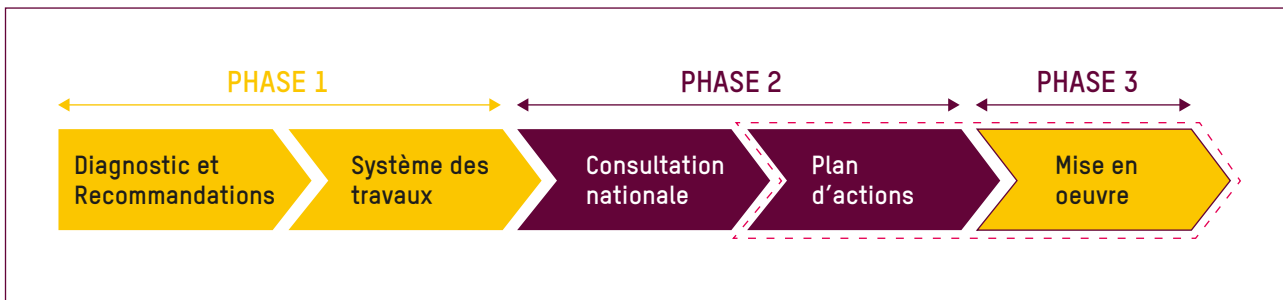 PHASE 1
PHASE 2
PHASE 3
Diagnostic et
Recommandations
Système des
travaux
Consultation
nationale
Plan
d’actions
Mise en
oeuvre